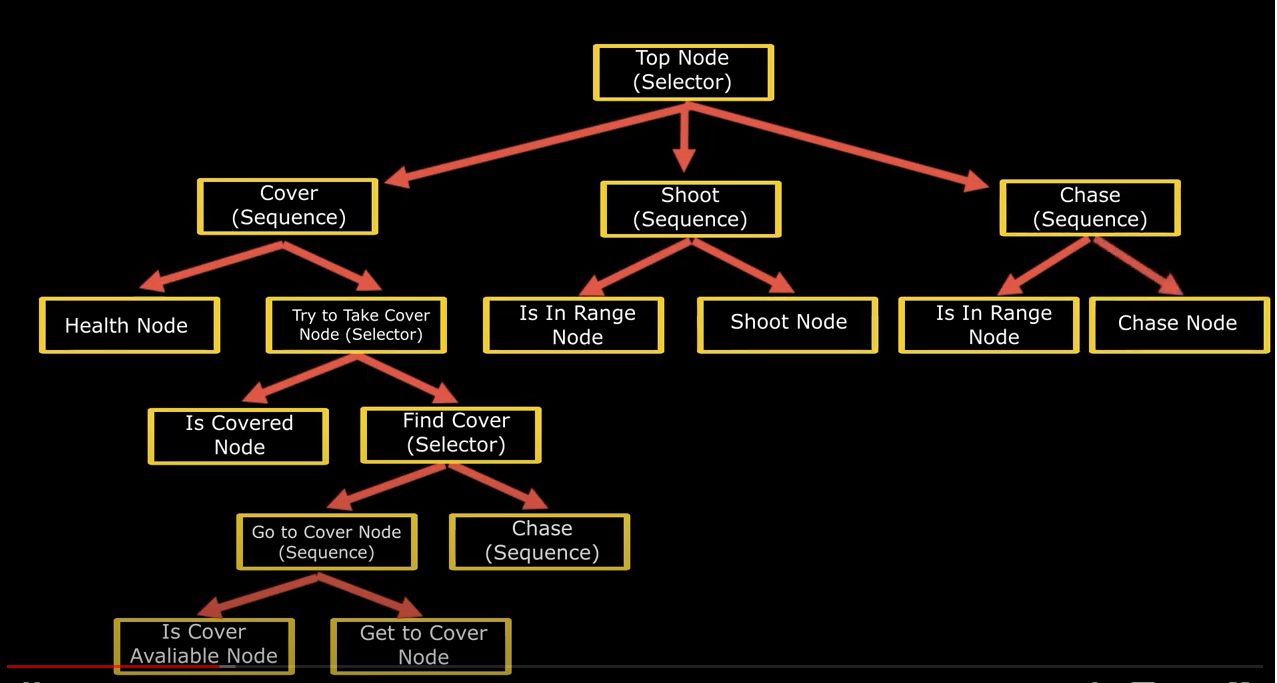 Top Node
(Selector)
Cover
(Sequence)
Shoot
(Sequence)
Chase
(Sequence)
Health Node
Try to Take Cover
Node (Selector)
Is In Range
Node
Shoot Node
Is In Range
Node
Chase Node
Is Covered
Node
Find Cover
(Selector)
Go to Cover Node
(Sequence)
Chase
(Sequence)
Is Cover
Avaliable Node
Get to Cover
Node